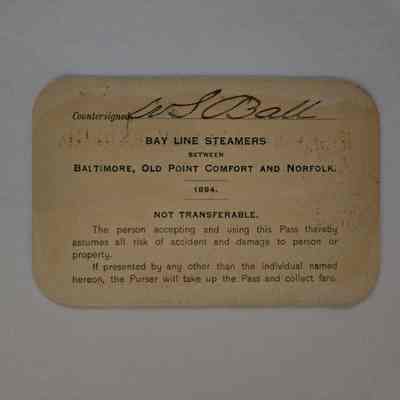 Countersigned W S Ball
BAY LINE STEAMERS
BETWEEN
BALTIMORE, OLD POINT COMFORT AND NORFOLK.
1894.
NOT TRANSFERABLE.
The person accepting and using this Pass thereby
assumes all risk of accident and damage to person or
property.
If presented by any other than the individual named
hereon, the Purser will take up the Pass and collect fare.